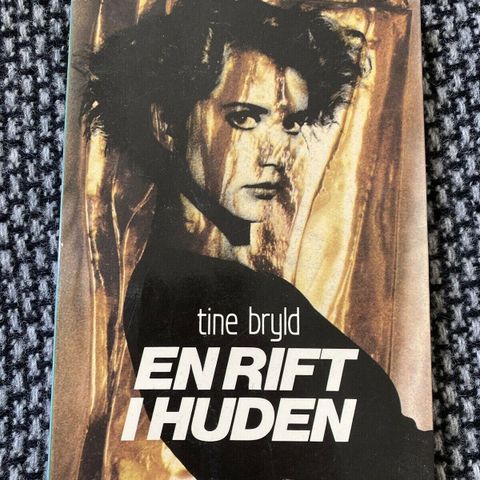 tine bryld
EN RIFT
I HUDEN